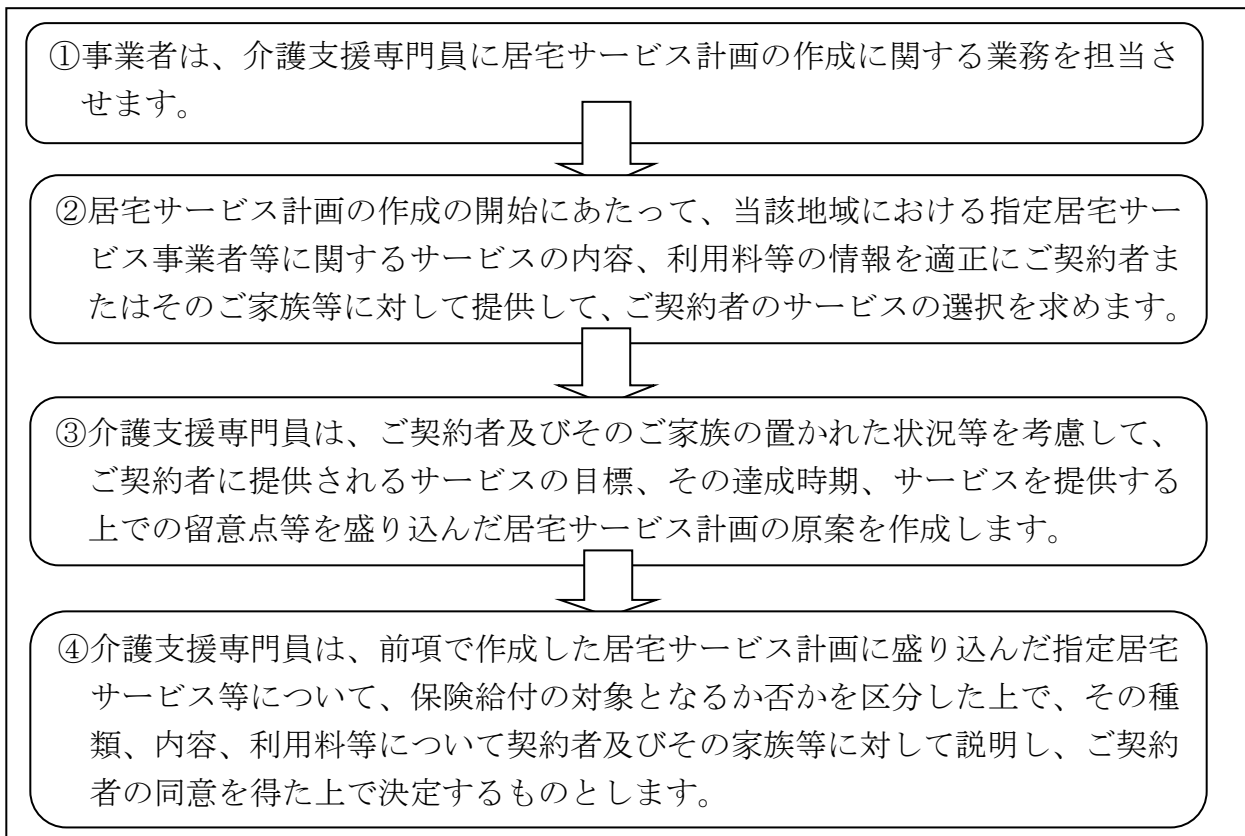 ①事業者は、介護支援専門員に居宅サービス計画の作成に関する業務を担当さ
せます。
②居宅サービス計画の作成の開始にあたって、当該地域における指定居宅サー
ビス事業者等に関するサービスの内容、利用料等の情報を適正にご契約者ま
たはそのご家族等に対して提供して、ご契約者のサービスの選択を求めます。
③介護支援専門員は、ご契約者及びそのご家族の置かれた状況等を考慮して、
ご契約者に提供されるサービスの目標、その達成時期、サービスを提供する
上での留意点等を盛り込んだ居宅サービス計画の原案を作成します。
④介護支援専門員は、前項で作成した居宅サービス計画に盛り込んだ指定居宅
サービス等について、保険給付の対象となるか否かを区分した上で、その種
類、内容、利用料等について契約者及びその家族等に対して説明し、ご契約
者の同意を得た上で決定するものとします。